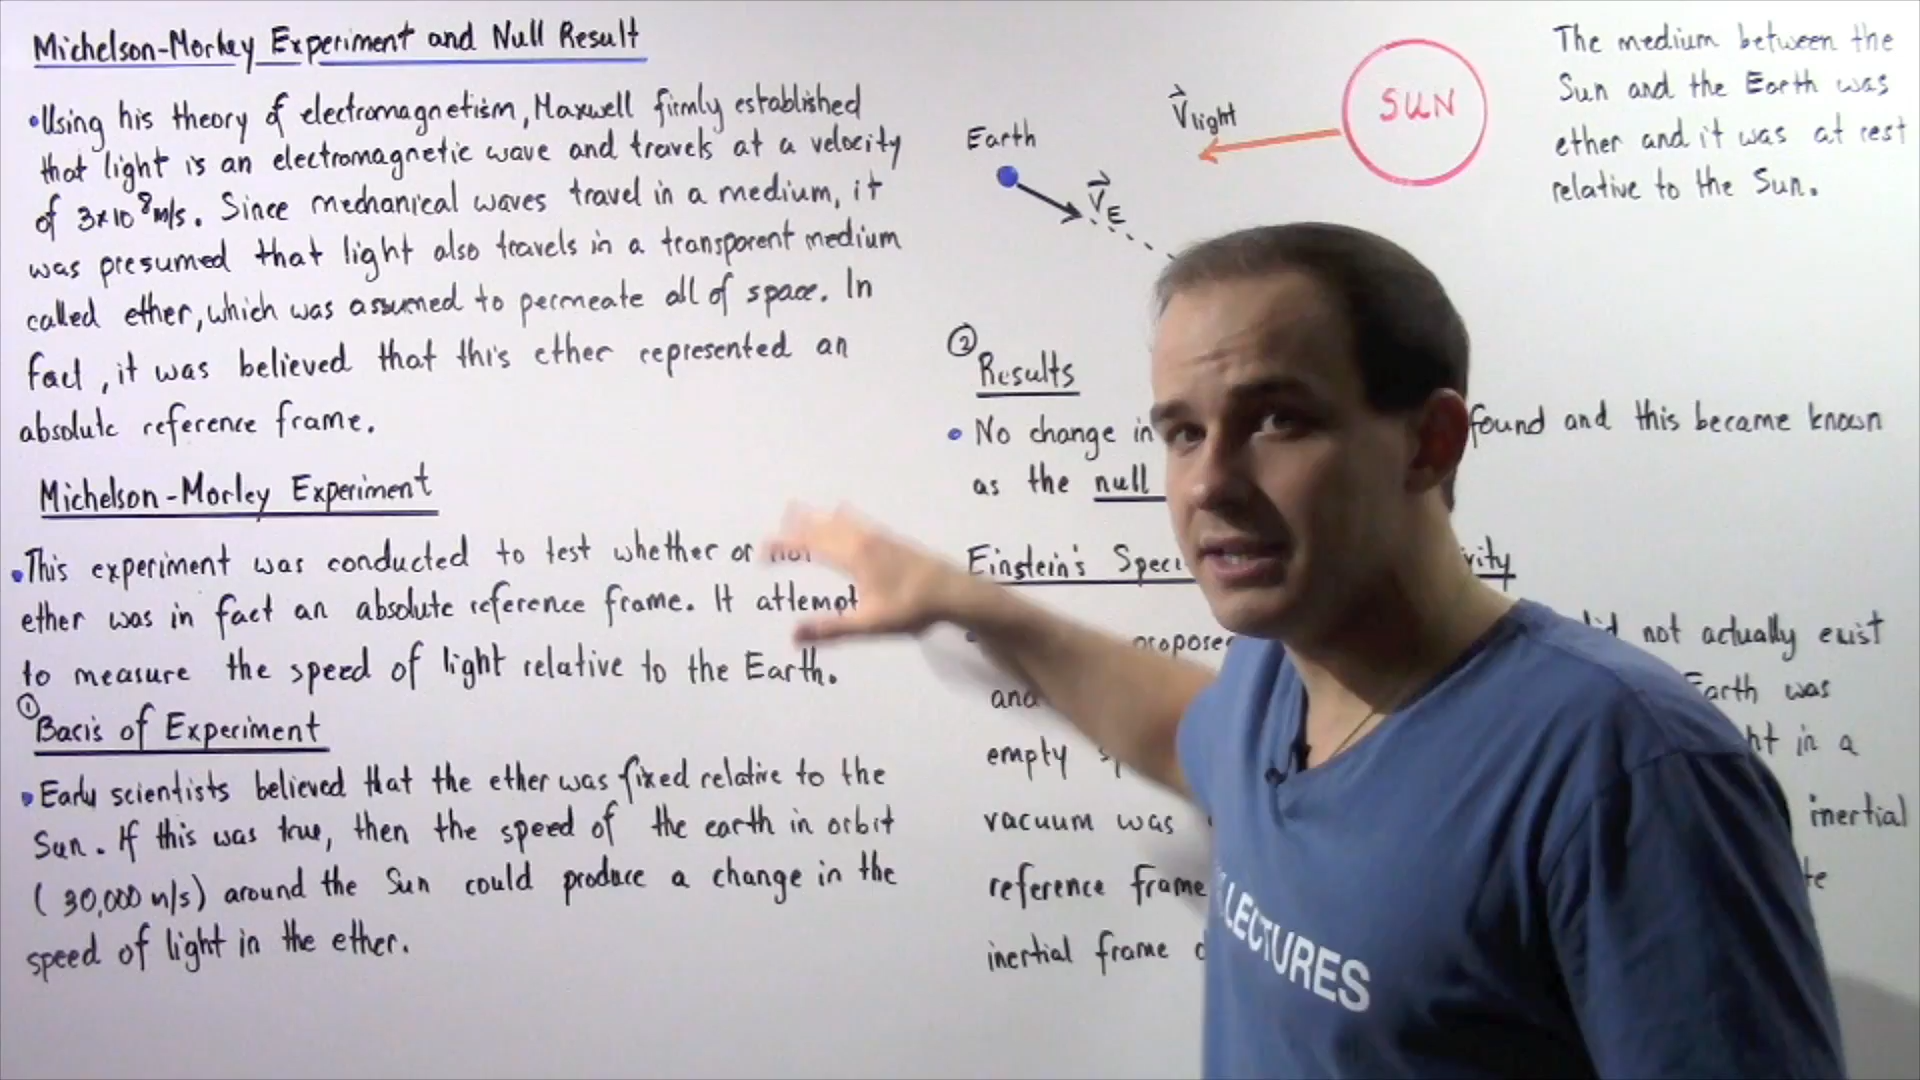 Michelson-Morley Experiment and Null Result
•Using his theory of electromagnetism, Maxwell firmly established
that light is an electromagnetic wave and travels at a velocity
of 3×10⁸m/s. Since mechanical waves travel in a medium, it
was presumed that light also travels in a transparent medium
called ether, which was assumed to permeate all of space. In
fact, it was believed that this ether represented an
absolute reference frame.
Michelson-Morley Experiment
•This experiment was conducted to test whether or not
ether was in fact an absolute reference frame. It attempt
to measure the speed of light relative to the Earth.
①
Bacis of Experiment
•Early scientists believed that the ether was fixed relative to the
Sun. If this was true, then the speed of the earth in orbit
(30,000 m/s) around the Sun could produce a change in the
speed of light in the ether.
Earth
V⃗E
V⃗light
SUN
The medium between the
Sun and the Earth was
ether and it was at rest
relative to the Sun.
②
Results
• No change in found and this became known
as the null
Einstein's
not actually exist
and Earth was
empty in a
vacuum was inertial
reference frame
inertial frame
LECTURES